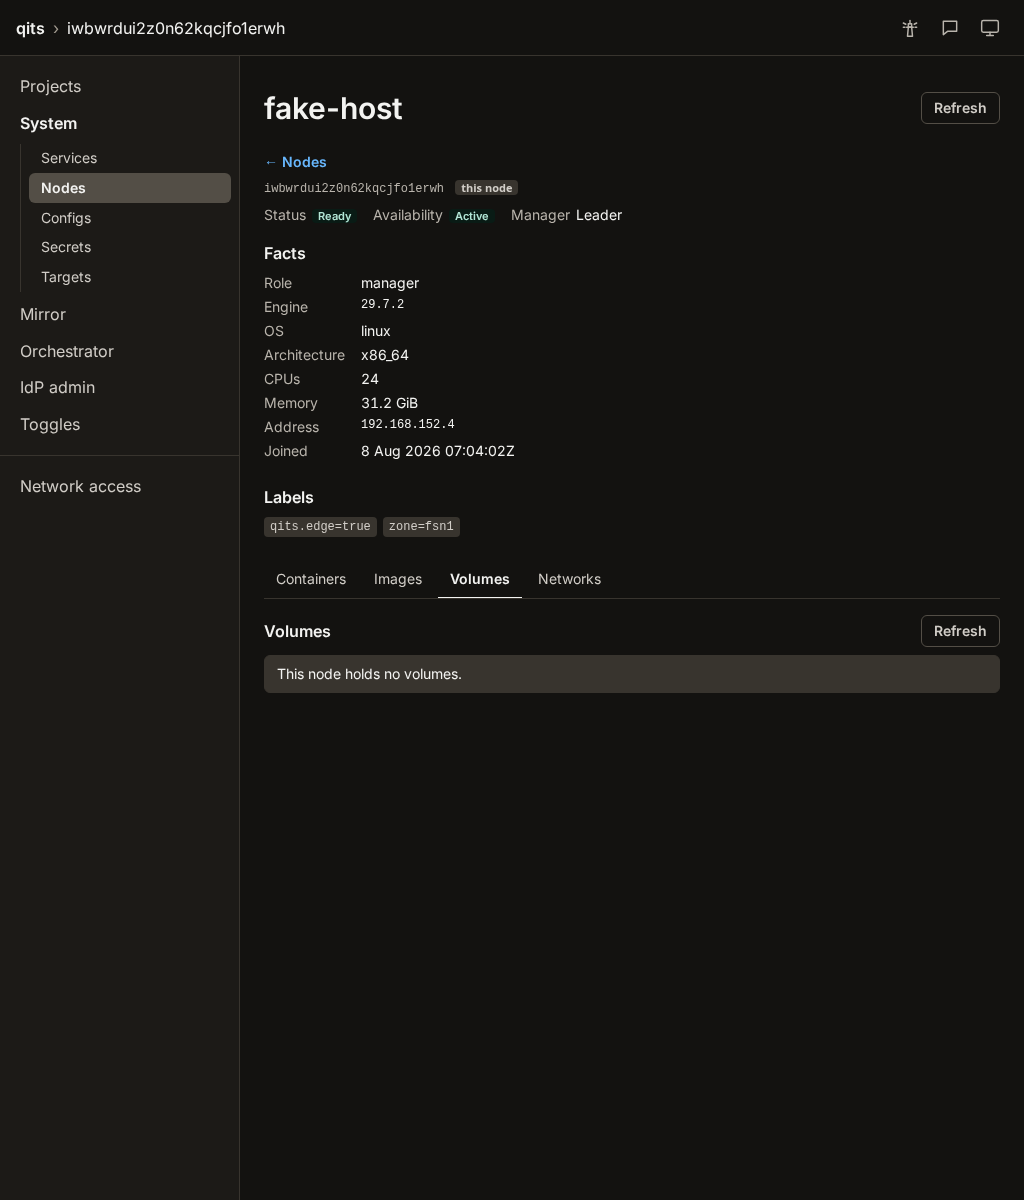 qits › iwbwrdui2z0n62kqcjfo1erwh
Projects
System
Services
Nodes
Configs
Secrets
Targets
Mirror
Orchestrator
IdP admin
Toggles
Network access
fake-host
Refresh
← Nodes
iwbwrdui2z0n62kqcjfo1erwh this node
Status Ready Availability Active Manager Leader
Facts
Role manager
Engine 29.7.2
OS linux
Architecture x86_64
CPUs 24
Memory 31.2 GiB
Address 192.168.152.4
Joined 8 Aug 2026 07:04:02Z
Labels
qits.edge=true zone=fsn1
Containers Images Volumes Networks
Volumes
Refresh
This node holds no volumes.